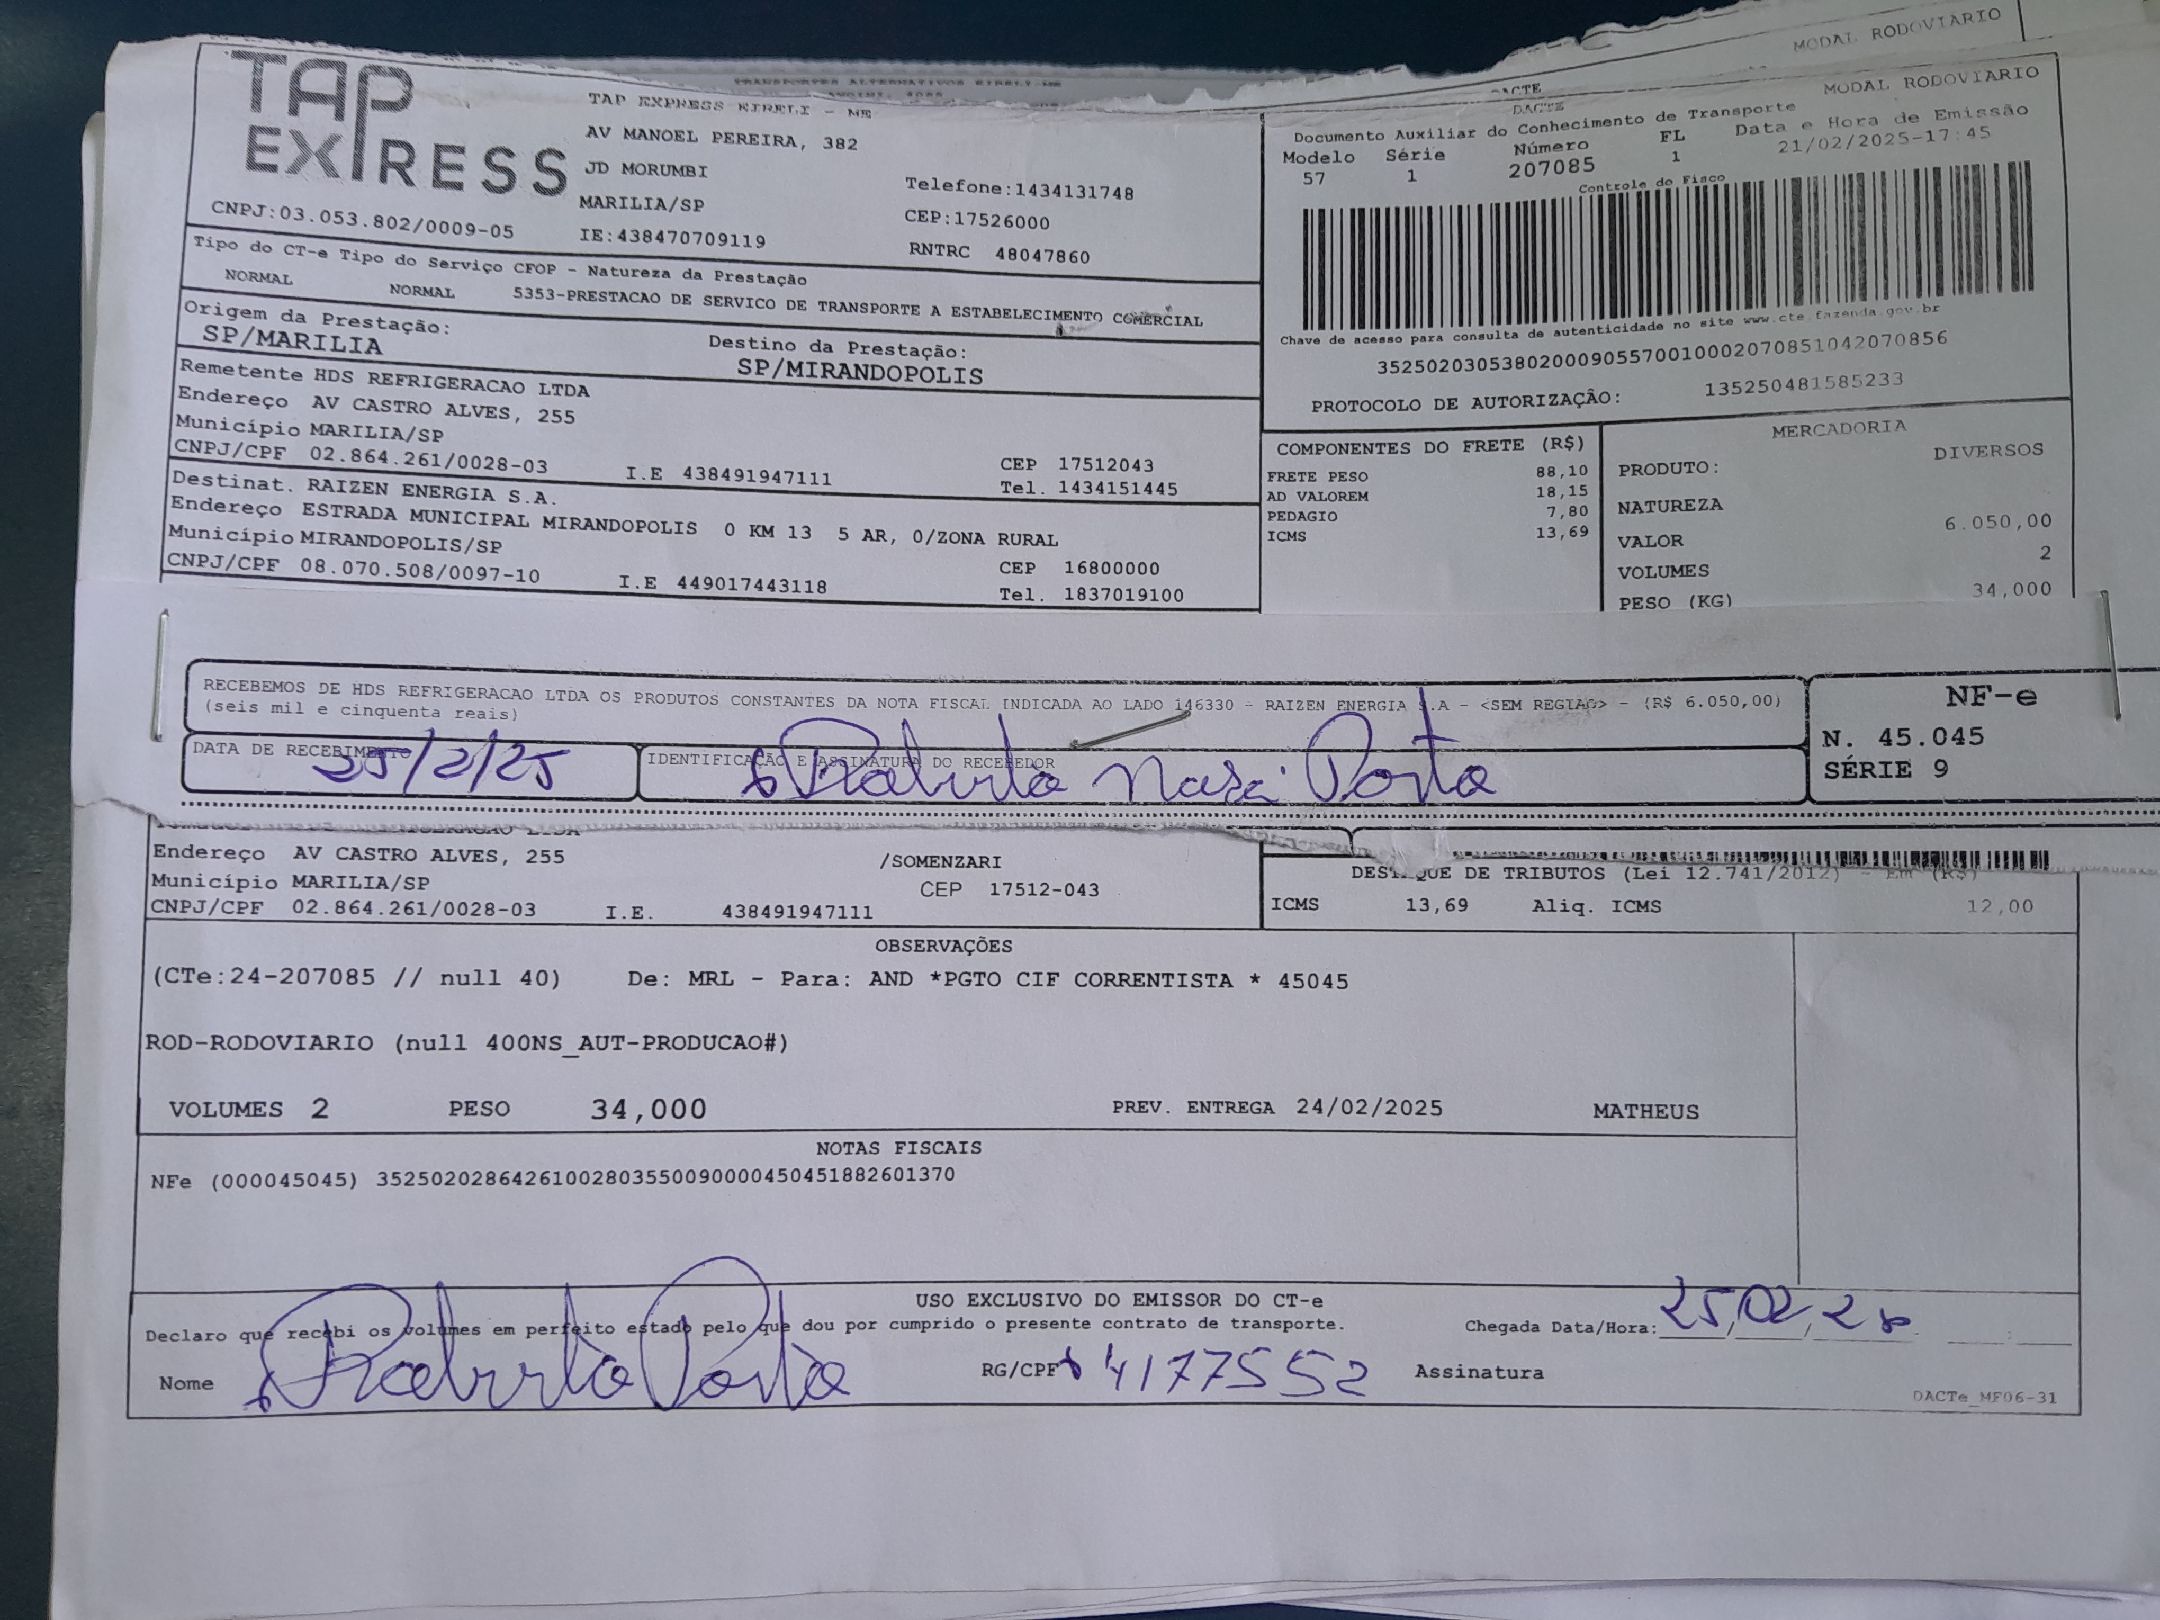 MODAL RODOVIARIO
TAP EXPRESS
TAP EXPRESS EIRELI - ME
AV MANOEL PEREIRA, 382
JD MORUMBI
MARILIA/SP
Telefone:1434131748
CEP:17526000
CNPJ:03.053.802/0009-05
IE:438470709119
RNTRC 48047860
DACTE
DACTE
MODAL RODOVIARIO
Documento Auxiliar do Conhecimento de Transporte
Modelo Série Número FL Data e Hora de Emissão
57 1 207085 1 21/02/2025-17:45
Controle do Fisco
Chave de acesso para consulta de autenticidade no site www.cte.fazenda.gov.br
35250203053802000905570010002070851042070856
PROTOCOLO DE AUTORIZAÇÃO: 135250481585233
Tipo do CT-e Tipo do Serviço CFOP - Natureza da Prestação
NORMAL NORMAL 5353-PRESTACAO DE SERVICO DE TRANSPORTE A ESTABELECIMENTO COMERCIAL
Origem da Prestação: Destino da Prestação:
SP/MARILIA SP/MIRANDOPOLIS
Remetente HDS REFRIGERACAO LTDA
Endereço AV CASTRO ALVES, 255
Município MARILIA/SP CEP 17512043
CNPJ/CPF 02.864.261/0028-03 I.E 438491947111 Tel. 1434151445
Destinat. RAIZEN ENERGIA S.A.
Endereço ESTRADA MUNICIPAL MIRANDOPOLIS 0 KM 13 5 AR, 0/ZONA RURAL
Município MIRANDOPOLIS/SP CEP 16800000
CNPJ/CPF 08.070.508/0097-10 I.E 449017443118 Tel. 1837019100
COMPONENTES DO FRETE (R$)
FRETE PESO 88,10
AD VALOREM 18,15
PEDAGIO 7,80
ICMS 13,69
MERCADORIA
PRODUTO: DIVERSOS
NATUREZA
VALOR 6.050,00
VOLUMES 2
PESO (KG) 34,000
RECEBEMOS DE HDS REFRIGERACAO LTDA OS PRODUTOS CONSTANTES DA NOTA FISCAL INDICADA AO LADO 146330 - RAIZEN ENERGIA S.A - <SEM REGIAO> - (R$ 6.050,00)
(seis mil e cinquenta reais)
DATA DE RECEBIMENTO
25/2/25
IDENTIFICAÇÃO E ASSINATURA DO RECEBEDOR
Porto
NF-e
N. 45.045
SÉRIE 9
Endereço AV CASTRO ALVES, 255 /SOMENZARI
Município MARILIA/SP CEP 17512-043
CNPJ/CPF 02.864.261/0028-03 I.E. 438491947111
DESTAQUE DE TRIBUTOS (Lei 12.741/2012) - Em (R$)
ICMS 13,69 Aliq. ICMS 12,00
OBSERVAÇÕES
(CTe:24-207085 // null 40) De: MRL - Para: AND *PGTO CIF CORRENTISTA * 45045
ROD-RODOVIARIO (null 400NS_AUT-PRODUCAO#)
VOLUMES 2 PESO 34,000 PREV. ENTREGA 24/02/2025 MATHEUS
NOTAS FISCAIS
NFe (000045045) 35250202864261002803550090000450451882601370
USO EXCLUSIVO DO EMISSOR DO CT-e
Declaro que recebi os volumes em perfeito estado pelo que dou por cumprido o presente contrato de transporte. Chegada Data/Hora: 25/02/25
Nome Porto RG/CPF 4177552 Assinatura
DACTe_MF06-31